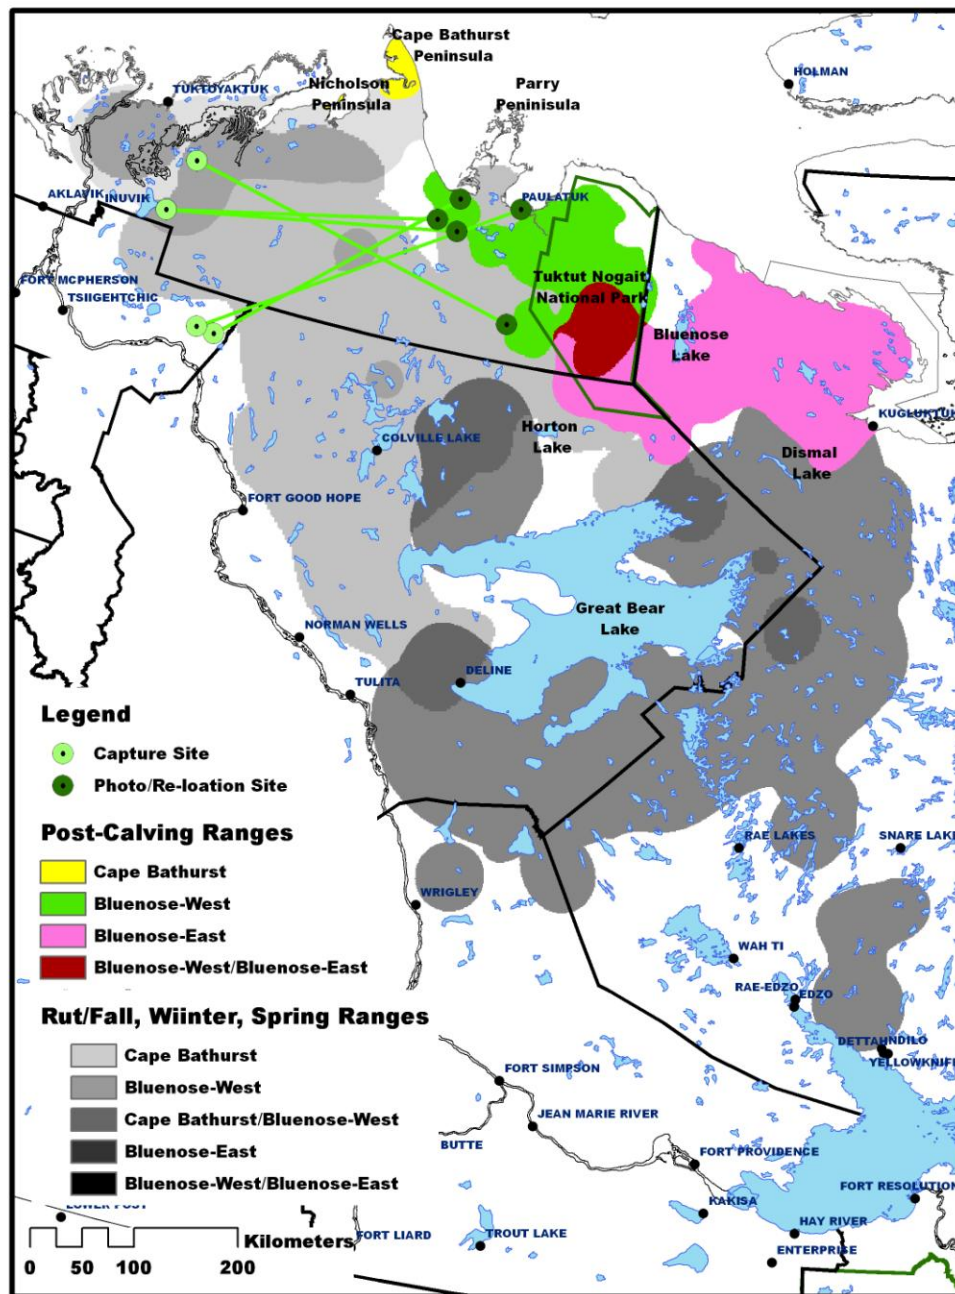 Cape Bathurst
Peninsula
HOLMAN
TUKTOYAKTUK
Nicholson
Peninsula
Parry
Peninisula
AKLAVIK
INUVIK
PAULATUK
FORT MCPHERSON
TSIIGEHTCHIC
Tuktut Nogait
National Park
Bluenose
Lake
KUGLUKTUK
Horton
Lake
COLVILLE LAKE
Dismal
Lake
FORT GOOD HOPE
Great Bear
Lake
NORMAN WELLS
DELINE
TULITA
Legend
Capture Site
Photo/Re-loation Site
Post-Calving Ranges
Cape Bathurst
Bluenose-West
Bluenose-East
Bluenose-West/Bluenose-East
RAE LAKES
SNARE LAKE
WRIGLEY
WAH TI
RAE-EDZO
EDZO
DETTAH
NDILO
YELLOWKNIFE
Rut/Fall, Wiinter, Spring Ranges
Cape Bathurst
Bluenose-West
Cape Bathurst/Bluenose-West
Bluenose-East
Bluenose-West/Bluenose-East
FORT SIMPSON
JEAN MARIE RIVER
BUTTE
FORT PROVIDENCE
FORT RESOLUTION
KAKISA
HAY RIVER
ENTERPRISE
LOWER POST
FORT LIARD
TROUT LAKE
Kilometers
0 50 100 200